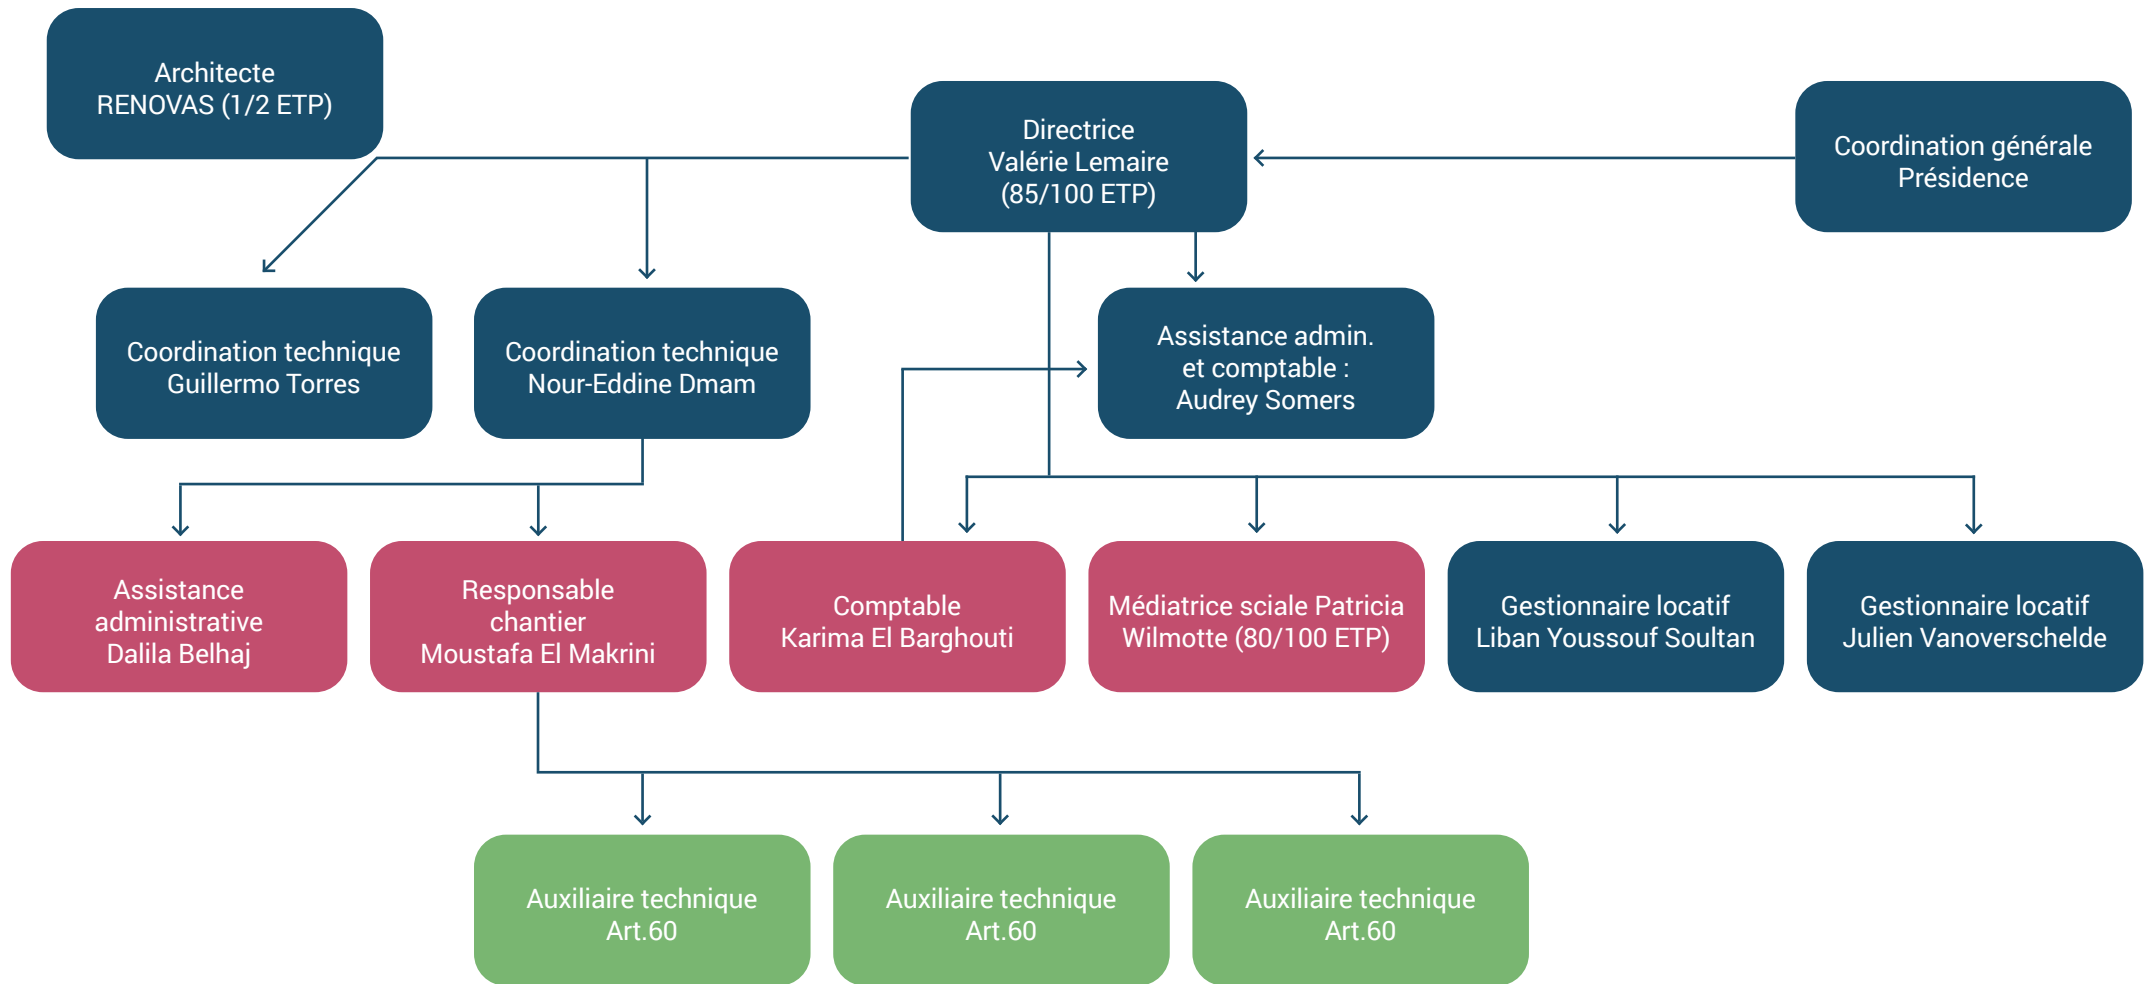 Architecte
RENOVAS (1/2 ETP)
Directrice
Valérie Lemaire
(85/100 ETP)
Coordination générale
Présidence
Coordination technique
Guillermo Torres
Coordination technique
Nour-Eddine Dmam
Assistance admin.
et comptable :
Audrey Somers
Assistance
administrative
Dalila Belhaj
Responsable
chantier
Moustafa El Makrini
Comptable
Karima El Barghouti
Médiatrice sciale Patricia
Wilmotte (80/100 ETP)
Gestionnaire locatif
Liban Youssouf Soultan
Gestionnaire locatif
Julien Vanoverschelde
Auxiliaire technique
Art.60
Auxiliaire technique
Art.60
Auxiliaire technique
Art.60